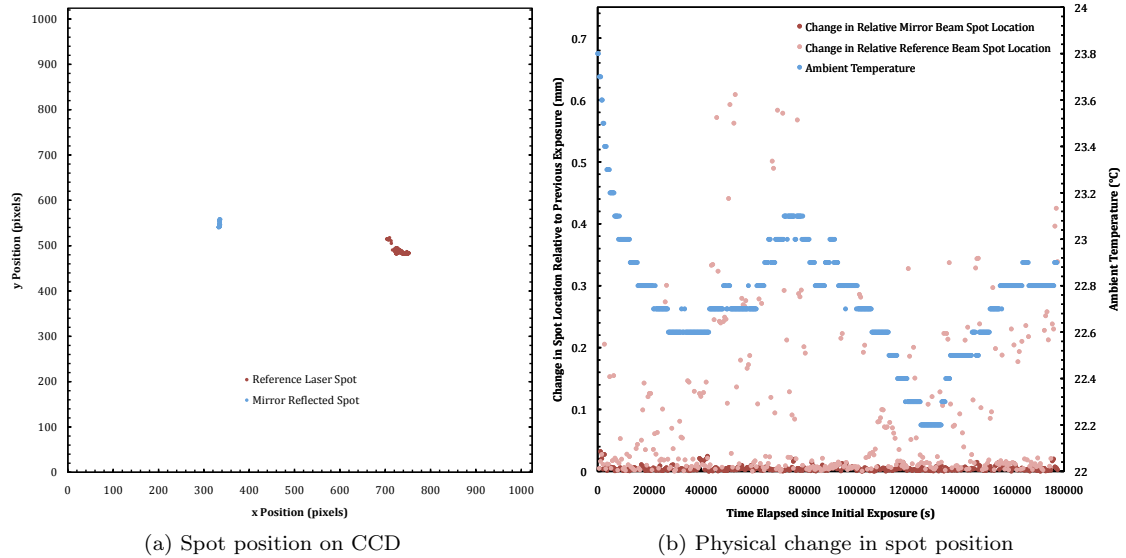 1000
900
800
700
600
500
400
300
200
100
0
y Position (pixels)
Reference Laser Spot
Mirror Reflected Spot
0 100 200 300 400 500 600 700 800 900 1000
x Position (pixels)
(a) Spot position on CCD
0.7
0.6
0.5
0.4
0.3
0.2
0.1
0
Change in Spot Location Relative to Previous Exposure (mm)
Change in Relative Mirror Beam Spot Location
Change in Relative Reference Beam Spot Location
Ambient Temperature
24
23.8
23.6
23.4
23.2
23
22.8
22.6
22.4
22.2
22
Ambient Temperature (°C)
0 20000 40000 60000 80000 100000 120000 140000 160000 180000
Time Elapsed since Initial Exposure (s)
(b) Physical change in spot position